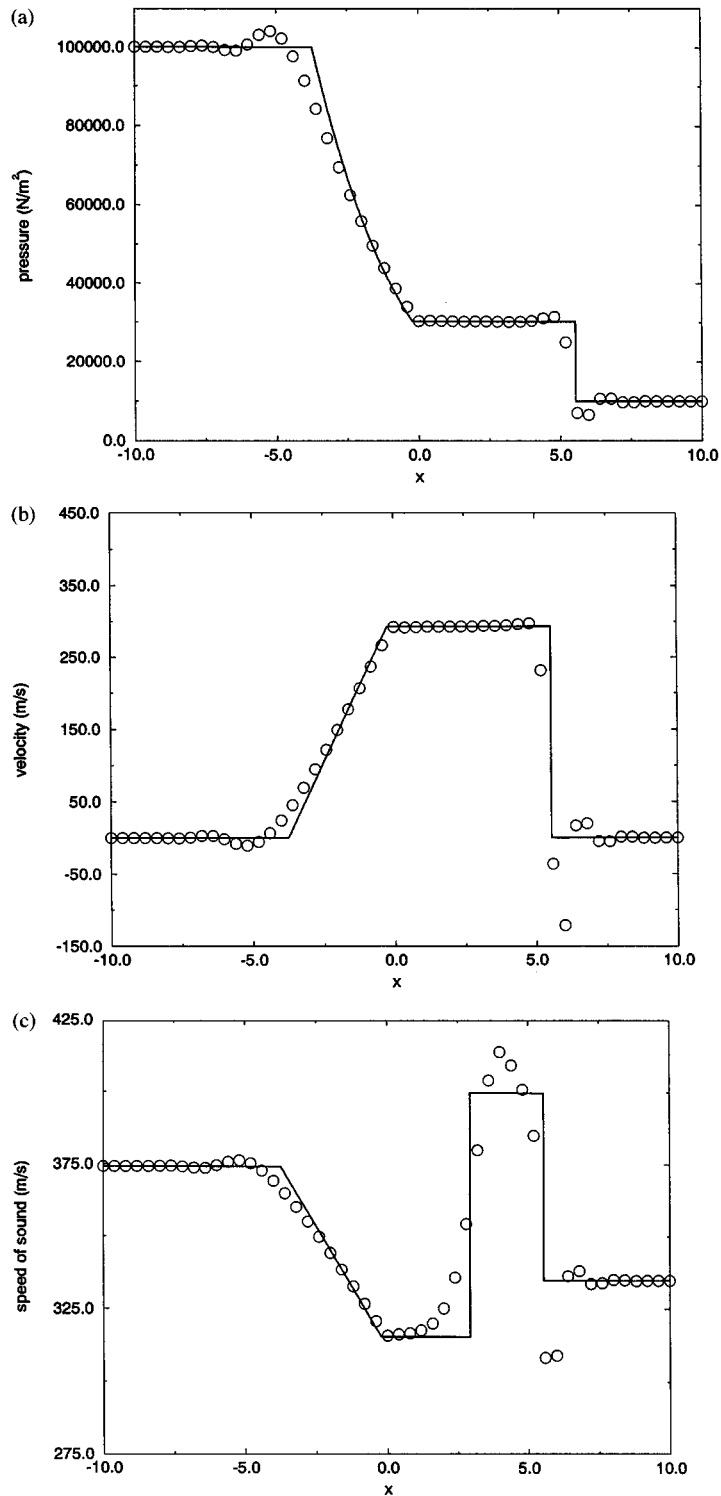 (a)
100000.0
80000.0
60000.0
40000.0
20000.0
0.0
pressure (N/m²)
-10.0 -5.0 0.0 5.0 10.0
x
(b)
450.0
350.0
250.0
150.0
50.0
-50.0
-150.0
velocity (m/s)
-10.0 -5.0 0.0 5.0 10.0
x
(c)
425.0
375.0
325.0
275.0
speed of sound (m/s)
-10.0 -5.0 0.0 5.0 10.0
x